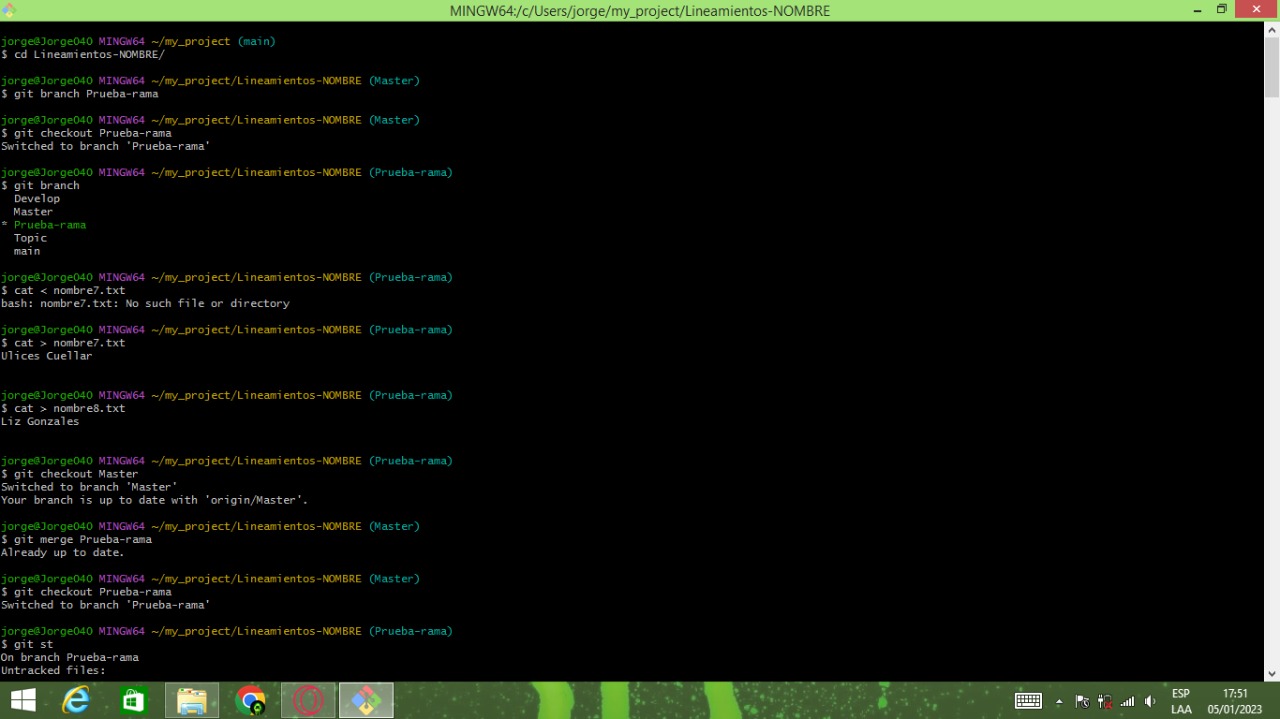 MINGW64:/c/Users/jorge/my_project/Lineamientos-NOMBRE
jorge@Jorge040 MINGW64 ~/my_project (main)
$ cd Lineamientos-NOMBRE/
jorge@Jorge040 MINGW64 ~/my_project/Lineamientos-NOMBRE (Master)
$ git branch Prueba-rama
jorge@Jorge040 MINGW64 ~/my_project/Lineamientos-NOMBRE (Master)
$ git checkout Prueba-rama
Switched to branch 'Prueba-rama'
jorge@Jorge040 MINGW64 ~/my_project/Lineamientos-NOMBRE (Prueba-rama)
$ git branch
Develop
Master
* Prueba-rama
Topic
main
jorge@Jorge040 MINGW64 ~/my_project/Lineamientos-NOMBRE (Prueba-rama)
$ cat < nombre7.txt
bash: nombre7.txt: No such file or directory
jorge@Jorge040 MINGW64 ~/my_project/Lineamientos-NOMBRE (Prueba-rama)
$ cat > nombre7.txt
Ulices Cuellar
jorge@Jorge040 MINGW64 ~/my_project/Lineamientos-NOMBRE (Prueba-rama)
$ cat > nombre8.txt
Liz Gonzales
jorge@Jorge040 MINGW64 ~/my_project/Lineamientos-NOMBRE (Prueba-rama)
$ git checkout Master
Switched to branch 'Master'
Your branch is up to date with 'origin/Master'.
jorge@Jorge040 MINGW64 ~/my_project/Lineamientos-NOMBRE (Master)
$ git merge Prueba-rama
Already up to date.
jorge@Jorge040 MINGW64 ~/my_project/Lineamientos-NOMBRE (Master)
$ git checkout Prueba-rama
Switched to branch 'Prueba-rama'
jorge@Jorge040 MINGW64 ~/my_project/Lineamientos-NOMBRE (Prueba-rama)
$ git st
On branch Prueba-rama
Untracked files:
ESP 17:51
LAA 05/01/2023